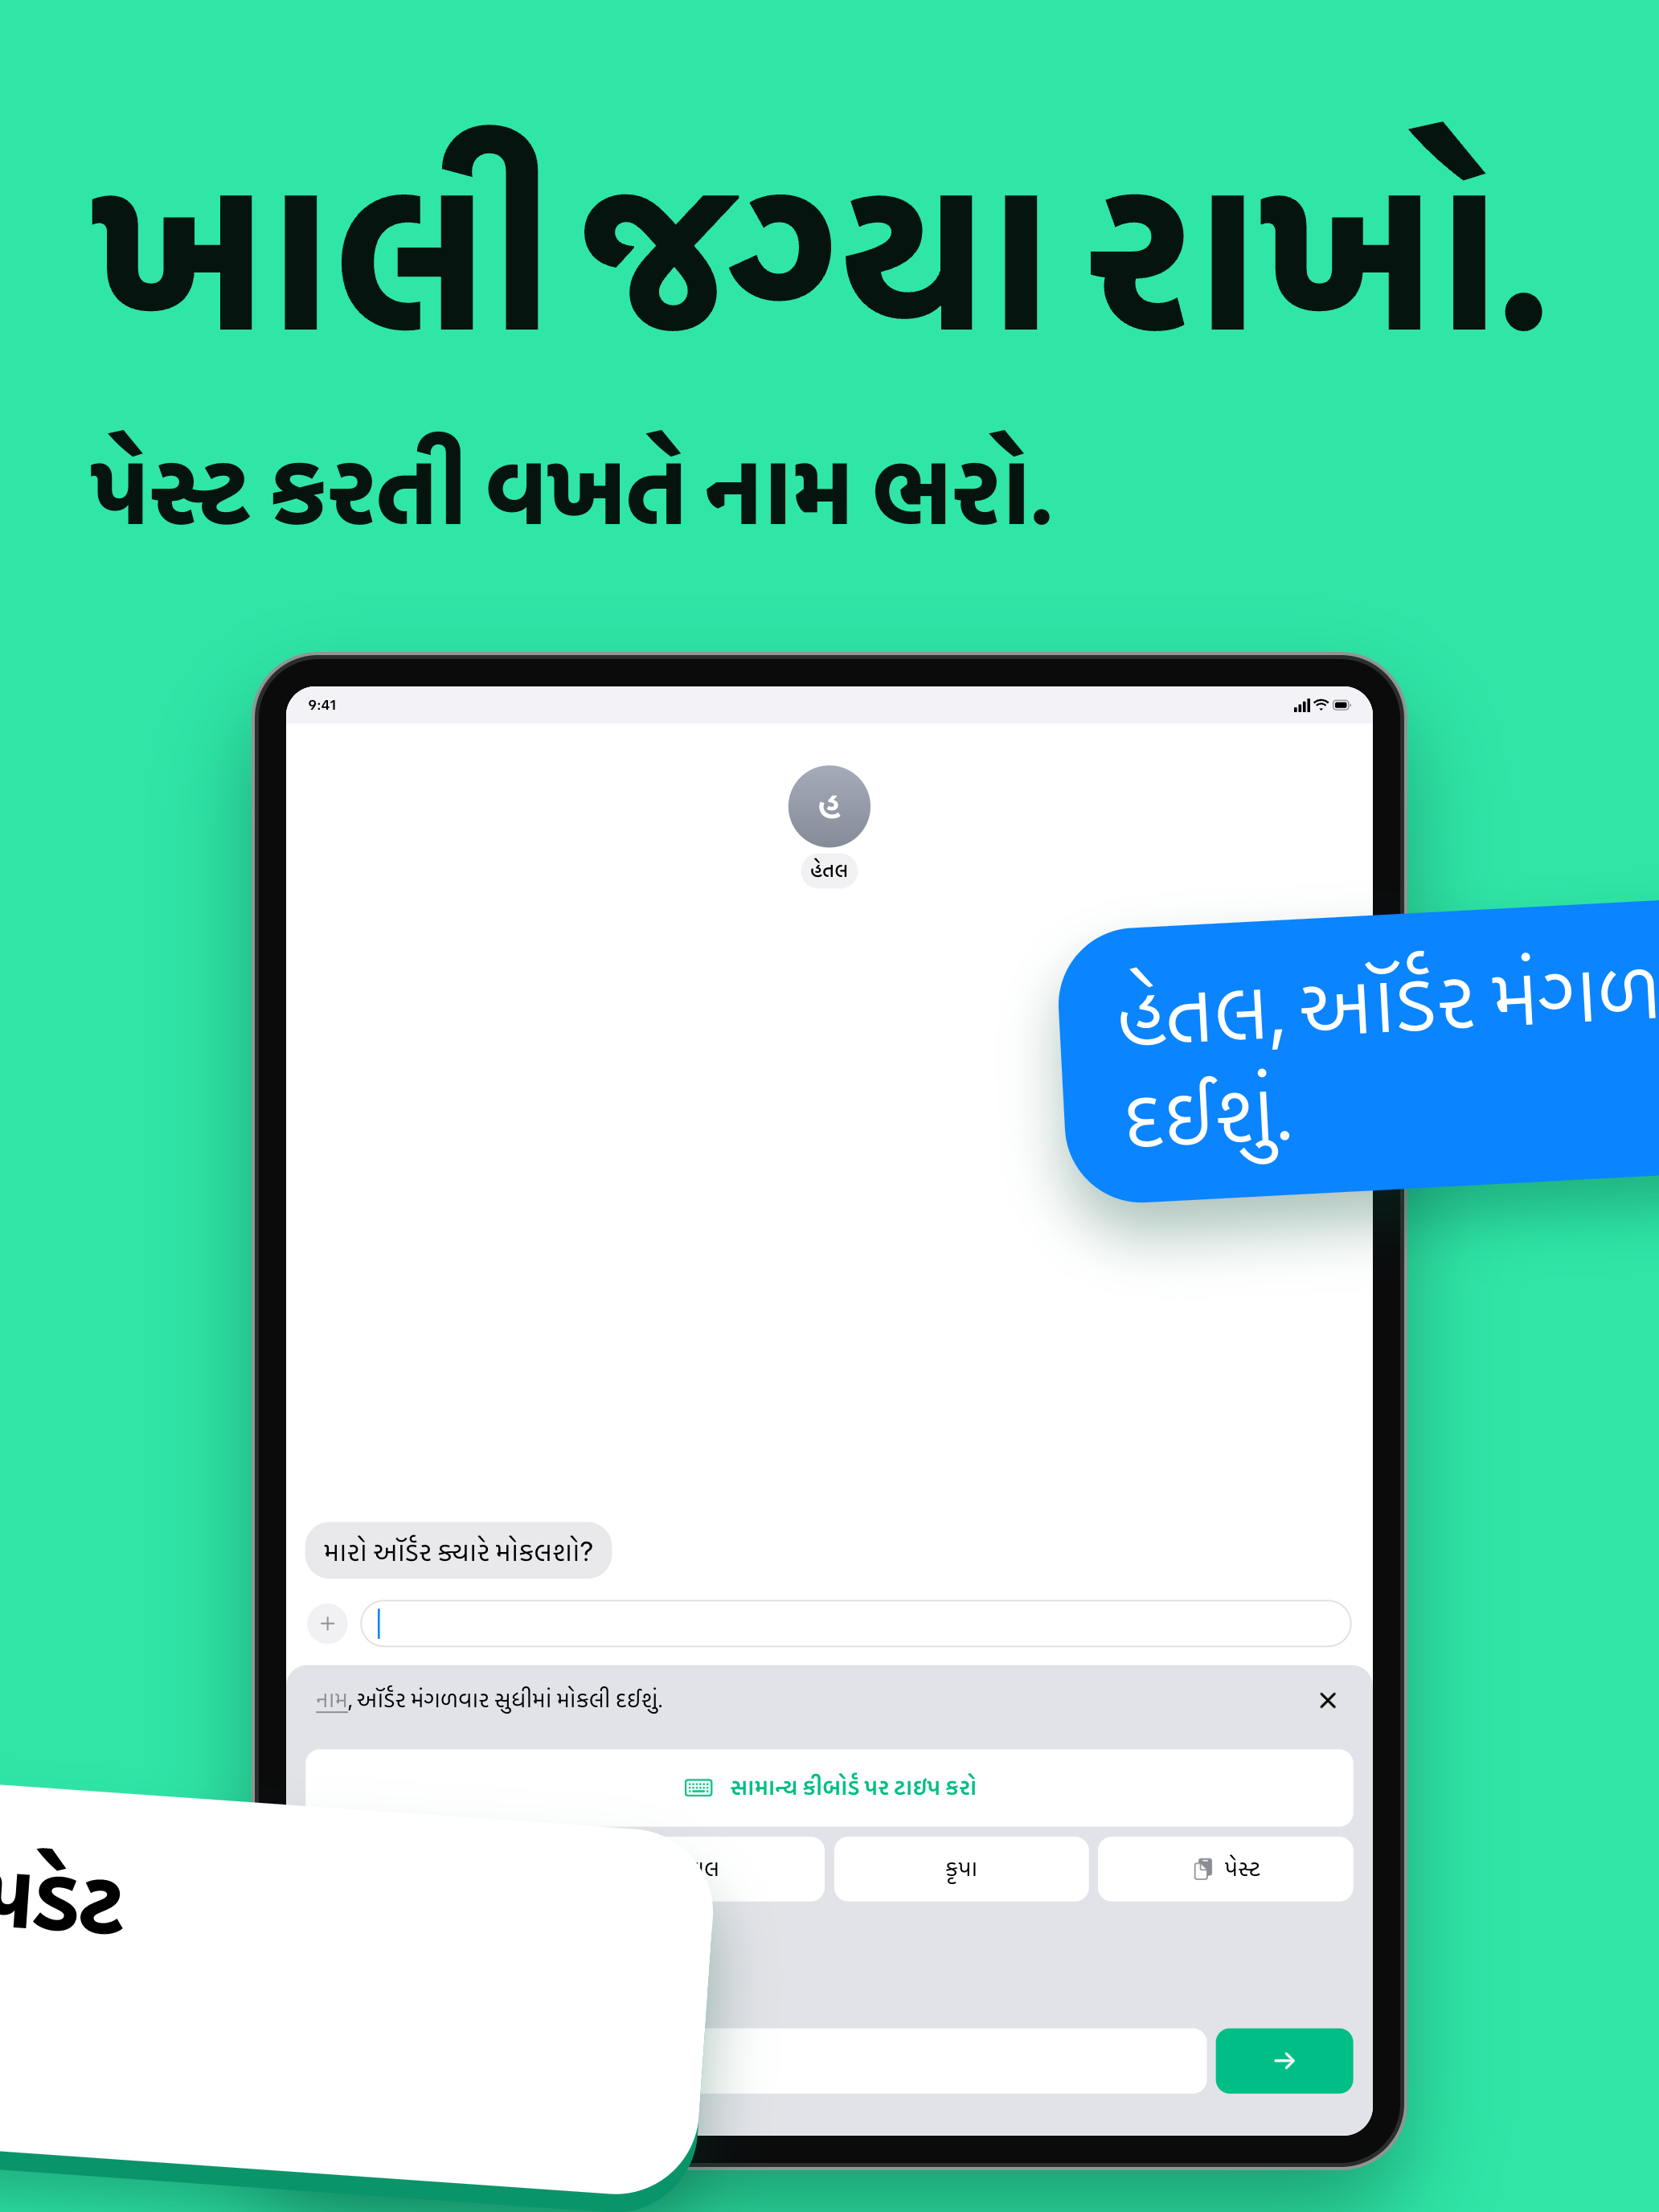 ખાલી જગ્યા રાખો.
પેસ્ટ કરતી વખતે નામ ભરો.
9:41
હ
હેતલ
હેતલ, ઑર્ડર
દઈશું.
મારો ઑર્ડર ક્યારે મોકલશો?
નામ, ઑર્ડર મંગળવાર સુધીમાં મોકલી દઈશું.
સામાન્ય કીબોર્ડ પર ટાઇપ કરો
કૃપા
પેસ્ટ